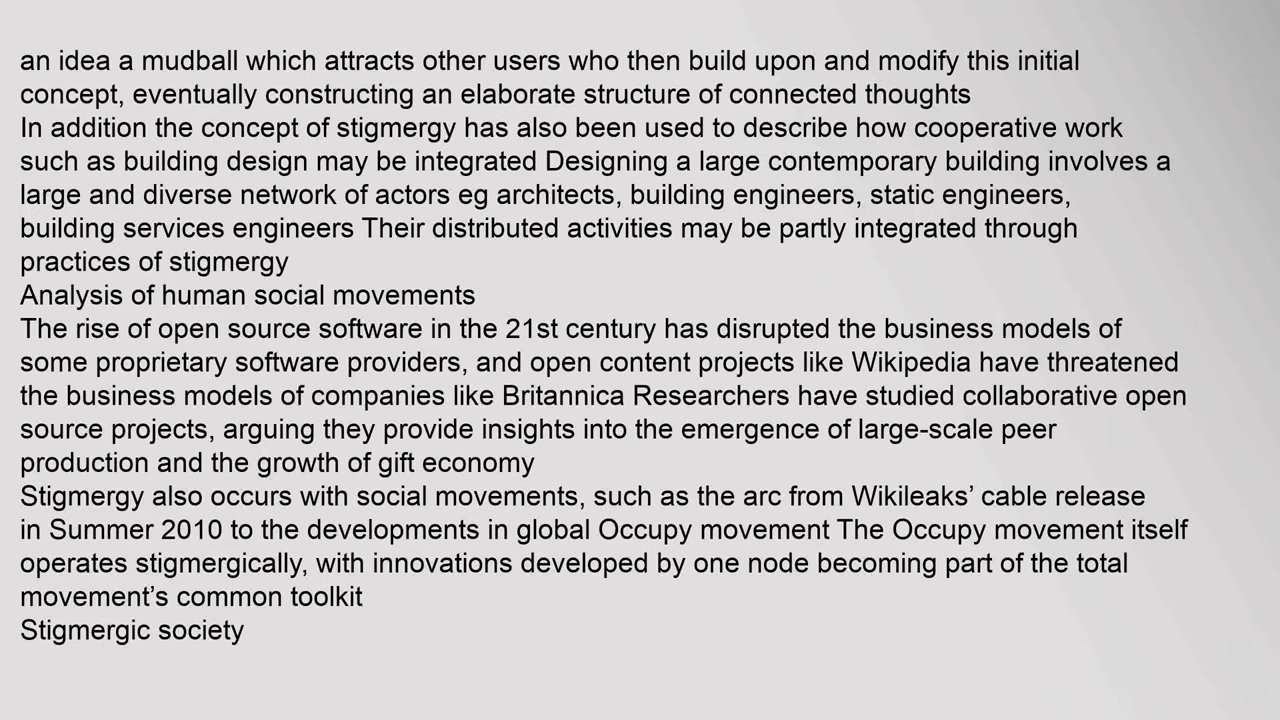 an idea a mudball which attracts other users who then build upon and modify this initial
concept, eventually constructing an elaborate structure of connected thoughts
In addition the concept of stigmergy has also been used to describe how cooperative work
such as building design may be integrated Designing a large contemporary building involves a
large and diverse network of actors eg architects, building engineers, static engineers,
building services engineers Their distributed activities may be partly integrated through
practices of stigmergy
Analysis of human social movements
The rise of open source software in the 21st century has disrupted the business models of
some proprietary software providers, and open content projects like Wikipedia have threatened
the business models of companies like Britannica Researchers have studied collaborative open
source projects, arguing they provide insights into the emergence of large-scale peer
production and the growth of gift economy
Stigmergy also occurs with social movements, such as the arc from Wikileaks’ cable release
in Summer 2010 to the developments in global Occupy movement The Occupy movement itself
operates stigmergically, with innovations developed by one node becoming part of the total
movement’s common toolkit
Stigmergic society